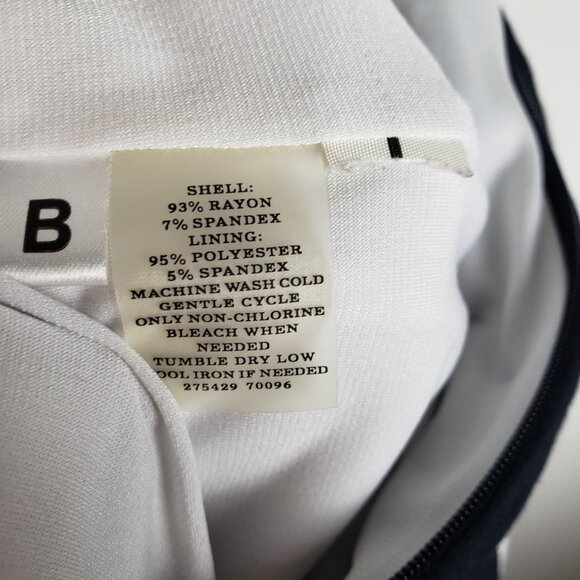 B
SHELL:
93% RAYON
7% SPANDEX
LINING:
95% POLYESTER
5% SPANDEX
MACHINE WASH COLD
GENTLE CYCLE
ONLY NON-CHLORINE
BLEACH WHEN
NEEDED
TUMBLE DRY LOW
OOL IRON IF NEEDED
275429 70096